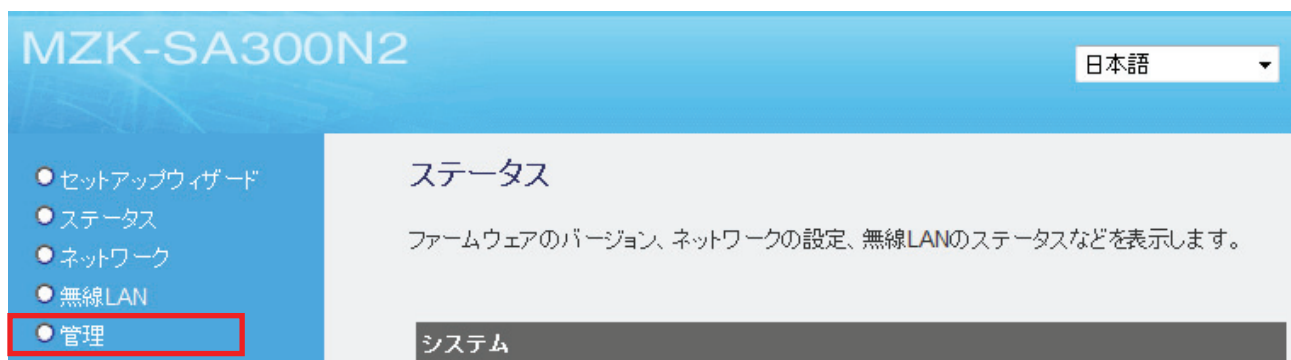 MZK-SA300N2
日本語
セットアップウィザード
ステータス
ネットワーク
無線LAN
管理
ステータス
ファームウェアのバージョン、ネットワークの設定、無線LANのステータスなどを表示します。
システム